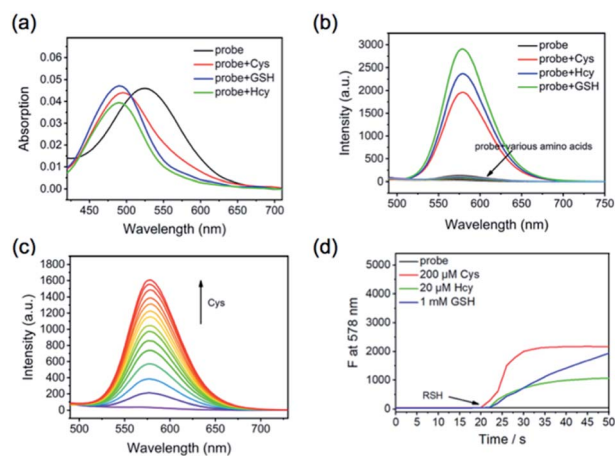 (a)
probe
probe+Cys
probe+GSH
probe+Hcy
0.06
0.05
0.04
0.03
0.02
0.01
0.00
Absorption
450 500 550 600 650 700
Wavelength (nm)
(b)
probe
probe+Cys
probe+Hcy
probe+GSH
probe+various amino acids
3000
2500
2000
1500
1000
500
0
Intensity (a.u.)
500 550 600 650 700 750
Wavelength (nm)
(c)
Cys
1800
1600
1400
1200
1000
800
600
400
200
0
Intensity (a.u.)
500 550 600 650 700
Wavelength (nm)
(d)
probe
200 μM Cys
20 μM Hcy
1 mM GSH
RSH
5000
4000
3000
2000
1000
0
F at 578 nm
0 5 10 15 20 25 30 35 40 45 50
Time / s